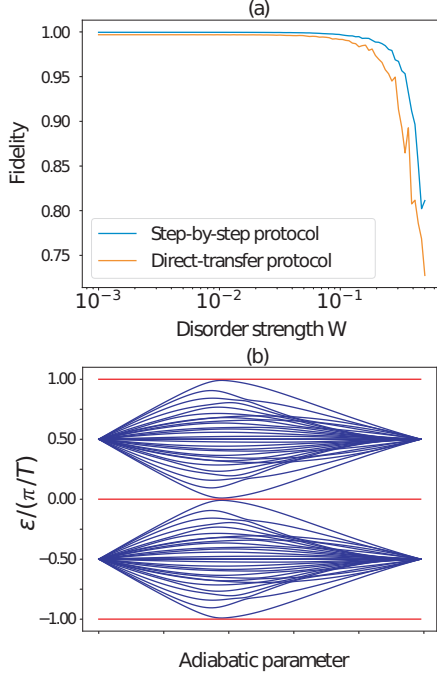 (a)
1.00
0.95
0.90
0.85
0.80
0.75
Fidelity
Step-by-step protocol
Direct-transfer protocol
10⁻³
10⁻²
10⁻¹
Disorder strength W
(b)
1.00
0.50
0.00
−0.50
−1.00
ε/(π/T)
Adiabatic parameter